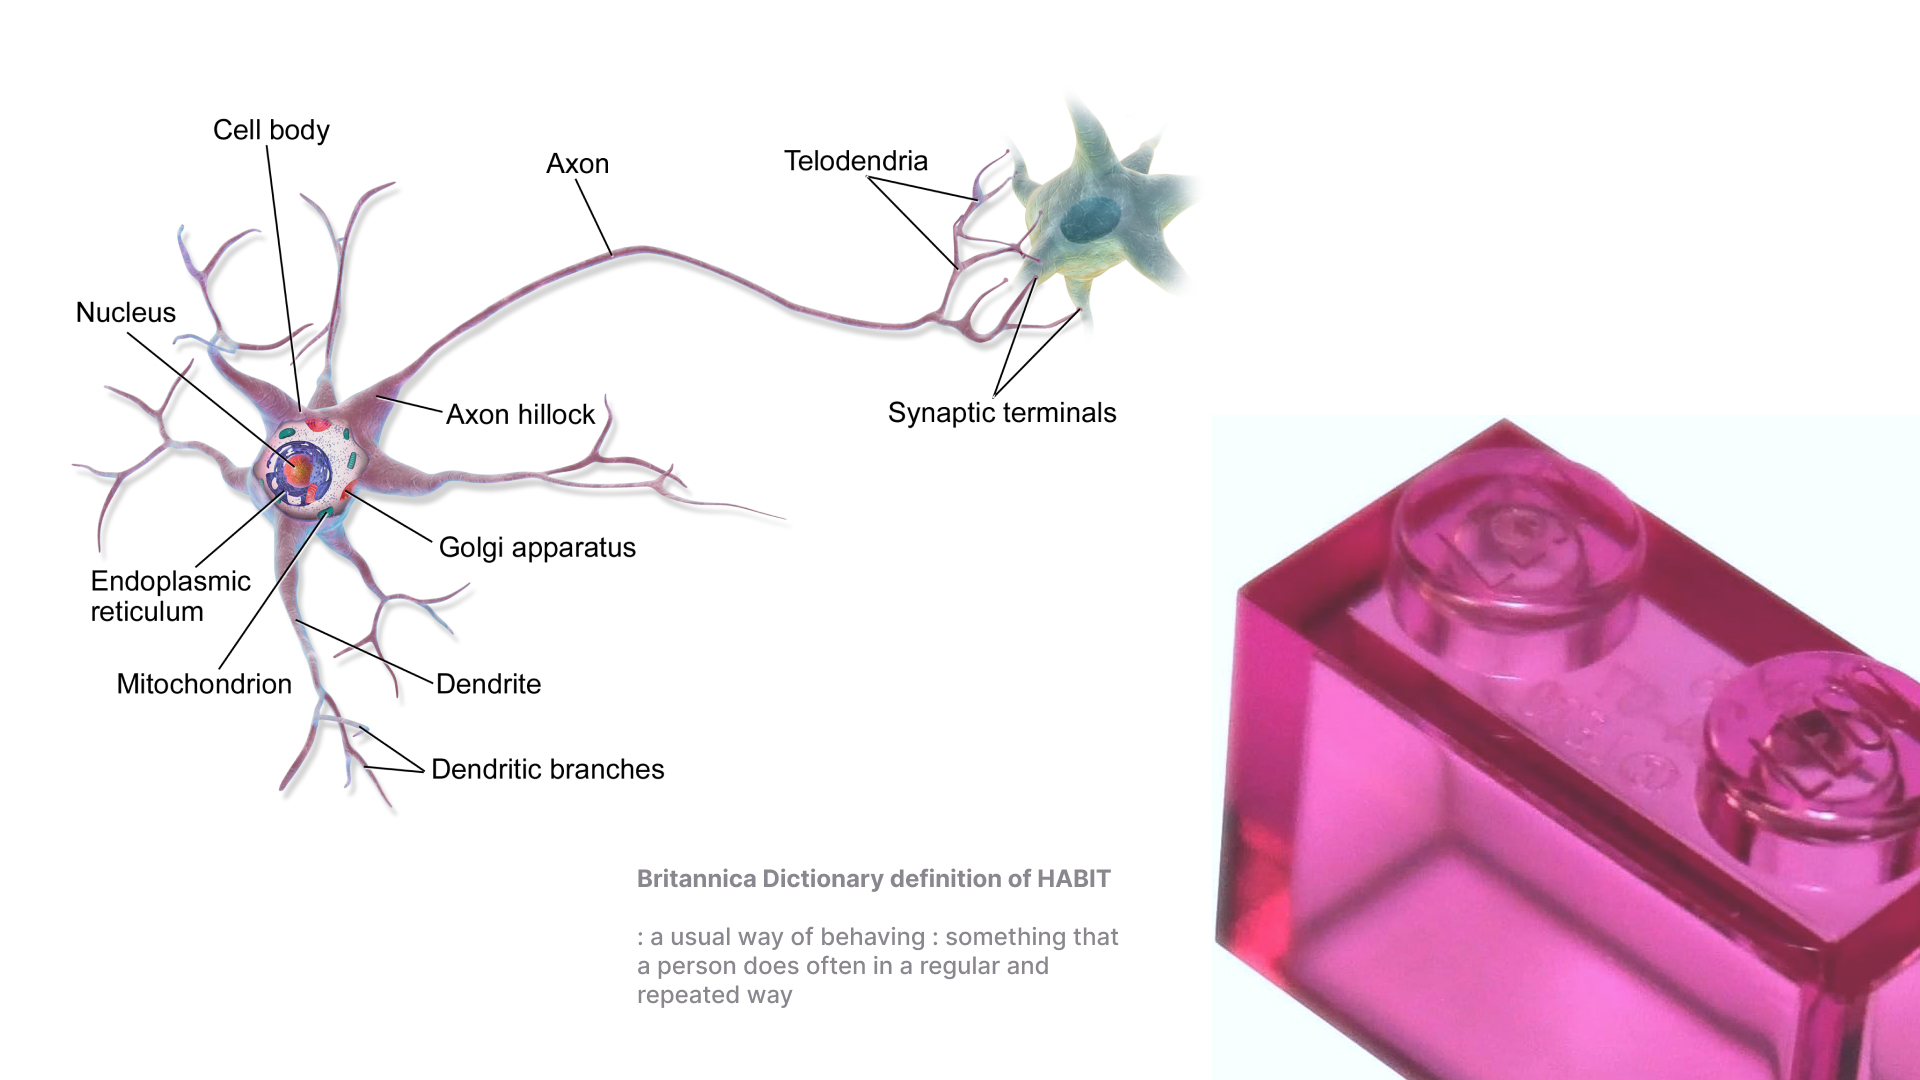 Cell body
Axon
Telodendria
Nucleus
Axon hillock
Synaptic terminals
Golgi apparatus
Endoplasmic
reticulum
Mitochondrion
Dendrite
Dendritic branches
Britannica Dictionary definition of HABIT
: a usual way of behaving : something that
a person does often in a regular and
repeated way